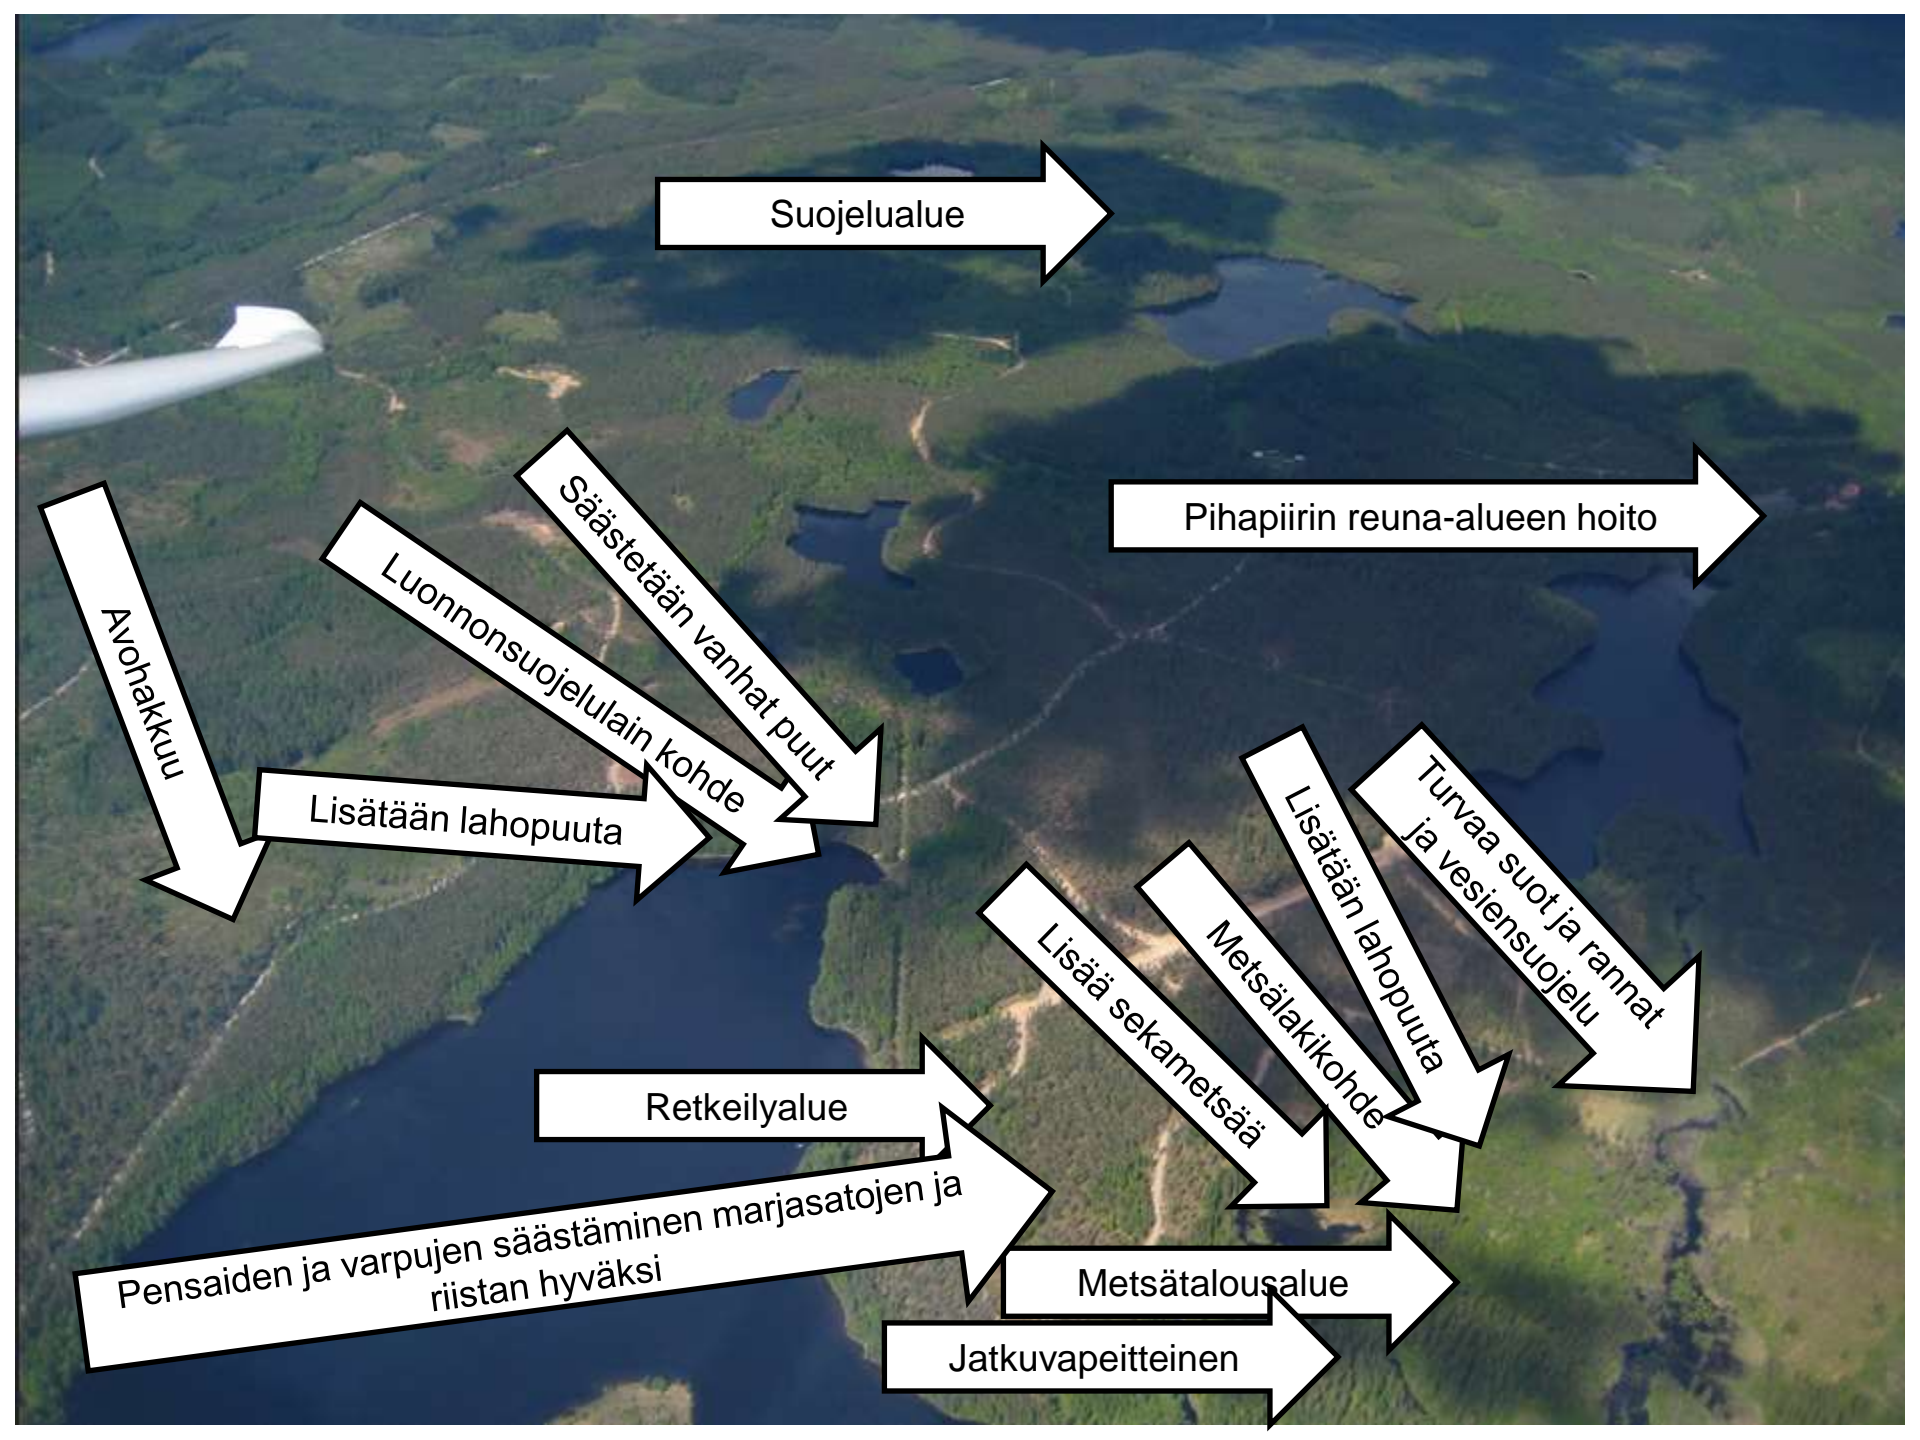 Suojelualue
Pihapiirin reuna-alueen hoito
Säästetään vanhat puut
Luonnonsuojelulain kohde
Avohakkuu
Lisätään lahopuuta
Turvaa suot ja rannat
ja vesiensuojelu
Lisätään lahopuuta
Metsälakikohde
Lisää sekametsää
Retkeilyalue
Pensaiden ja varpujen säästäminen marjasatojen ja
riistan hyväksi
Metsätalousalue
Jatkuvapeitteinen